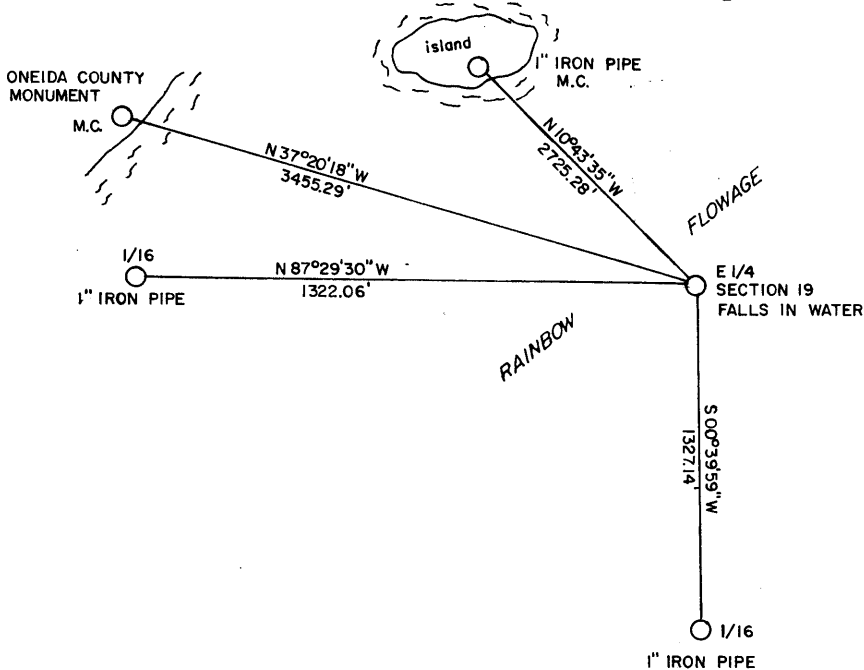 island
1" IRON PIPE
M.C.
ONEIDA COUNTY
MONUMENT
M.C.
N 10°43'35" W
2725.28'
N 37°20'18" W
3455.29'
FLOWAGE
1/16
N 87°29'30" W
1322.06'
1" IRON PIPE
E 1/4
SECTION 19
FALLS IN WATER
RAINBOW
S 00°39'59" W
1327.14'
1/16
1" IRON PIPE